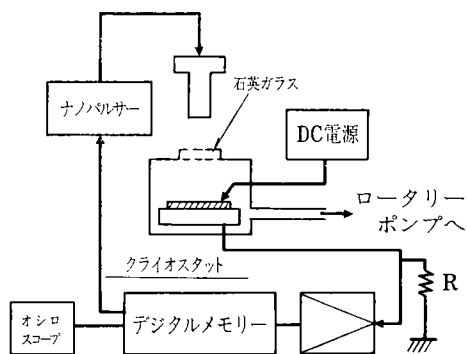 石英ガラス
ナノパルサー
DC電源
ロータリー
ポンプへ
クライオスタット
R
オシロ
スコープ
デジタルメモリー